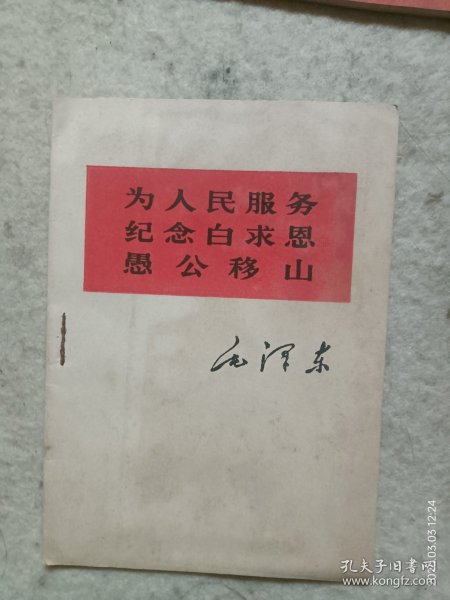 为人民服务
纪念白求恩
愚公移山
毛泽东
2021.03.03 12:24
孔夫子旧书网
www.kongfz.com